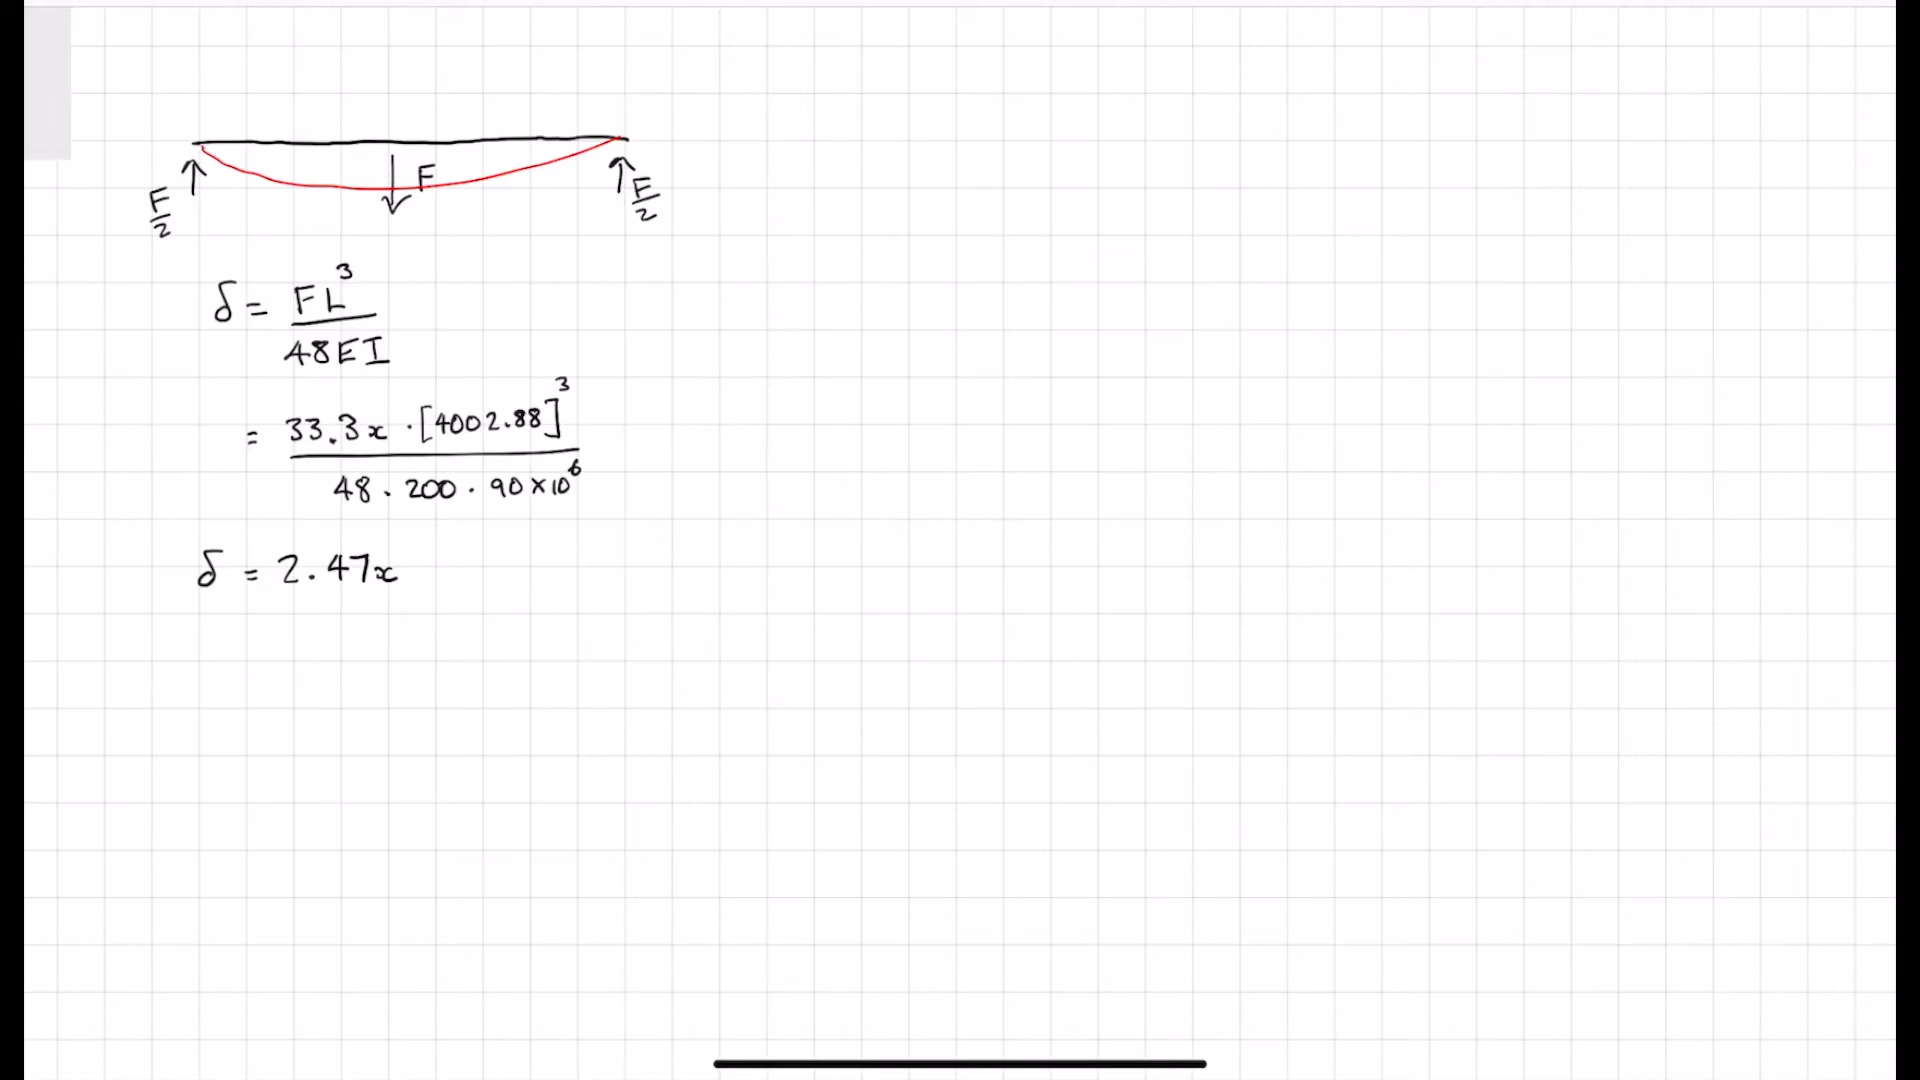 F
F/2
F/2
δ = FL³/48EI
= 33.3x · [4002.88]³/48 · 200 · 90 × 10⁶
δ = 2.47x